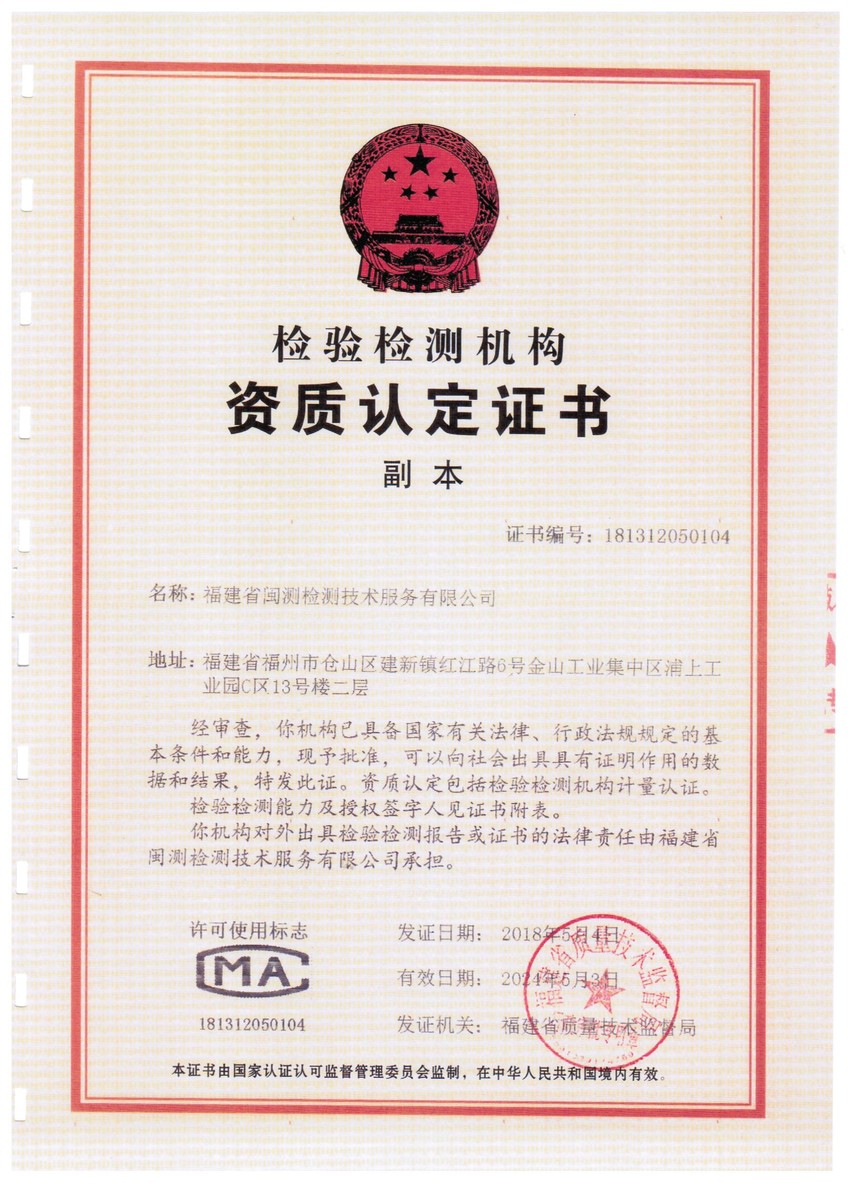 检验检测机构
资质认定证书
副本
证书编号：181312050104
名称：福建省闽测检测技术服务有限公司
地址：福建省福州市仓山区建新镇红江路6号金山工业集中区浦上工
业园C区13号楼二层
经审查，你机构已具备国家有关法律、行政法规规定的基
本条件和能力，现予批准，可以向社会出具具有证明作用的数
据和结果，特发此证。资质认定包括检验检测机构计量认证。
检验检测能力及授权签字人见证书附表。
你机构对外出具检验检测报告或证书的法律责任由福建省
闽测检测技术服务有限公司承担。
许可使用标志
MA
181312050104
发证日期：2018年5月4日
有效日期：2024年5月3日
发证机关：福建省质量技术监督局
福建省质量技术监督局
本证书由国家认证认可监督管理委员会监制，在中华人民共和国境内有效。